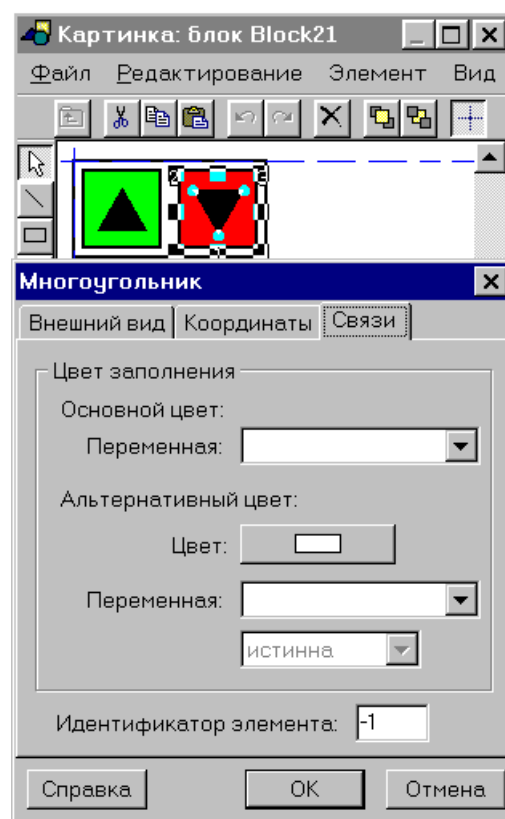 Картинка: блок Block21
Файл Редактирование Элемент Вид
Многоугольник
Внешний вид Координаты Связи
Цвет заполнения
Основной цвет:
Переменная:
Альтернативный цвет:
Цвет:
Переменная:
истинна
Идентификатор элемента: -1
Справка ОК Отмена